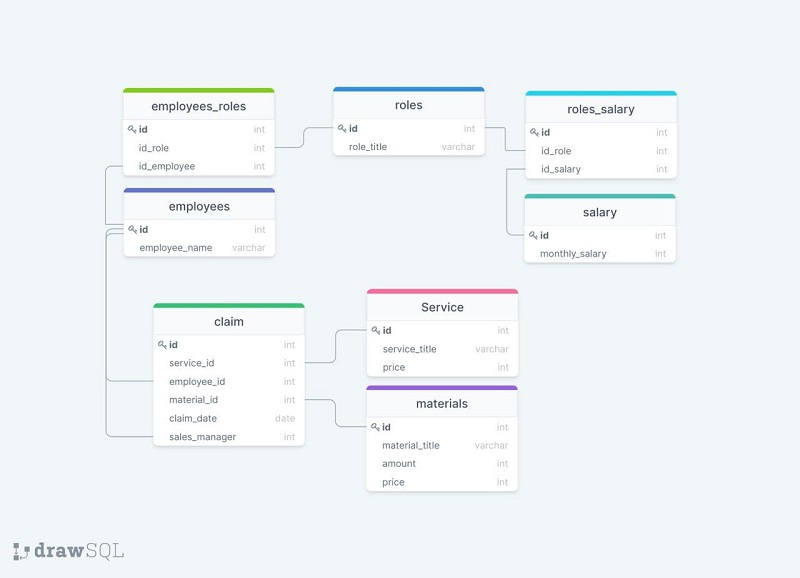 employees_roles
id int
id_role int
id_employee int
roles
id int
role_title varchar
roles_salary
id int
id_role int
id_salary int
employees
id int
employee_name varchar
salary
id int
monthly_salary int
claim
id int
service_id int
employee_id int
material_id int
claim_date date
sales_manager int
Service
id int
service_title varchar
price int
materials
id int
material_title varchar
amount int
price int
drawSQL